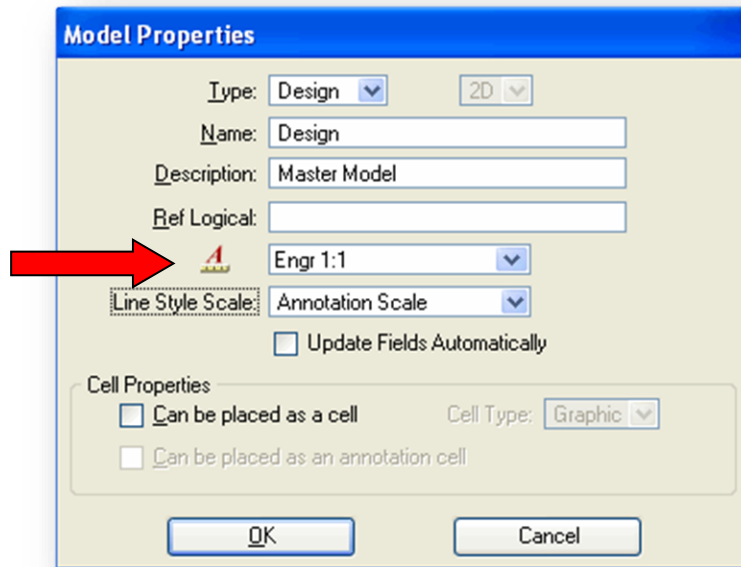 Model Properties
Type: Design 2D
Name: Design
Description: Master Model
Ref Logical:
A Engr 1:1
Line Style Scale: Annotation Scale
Update Fields Automatically
Cell Properties
Can be placed as a cell Cell Type: Graphic
Can be placed as an annotation cell
OK Cancel